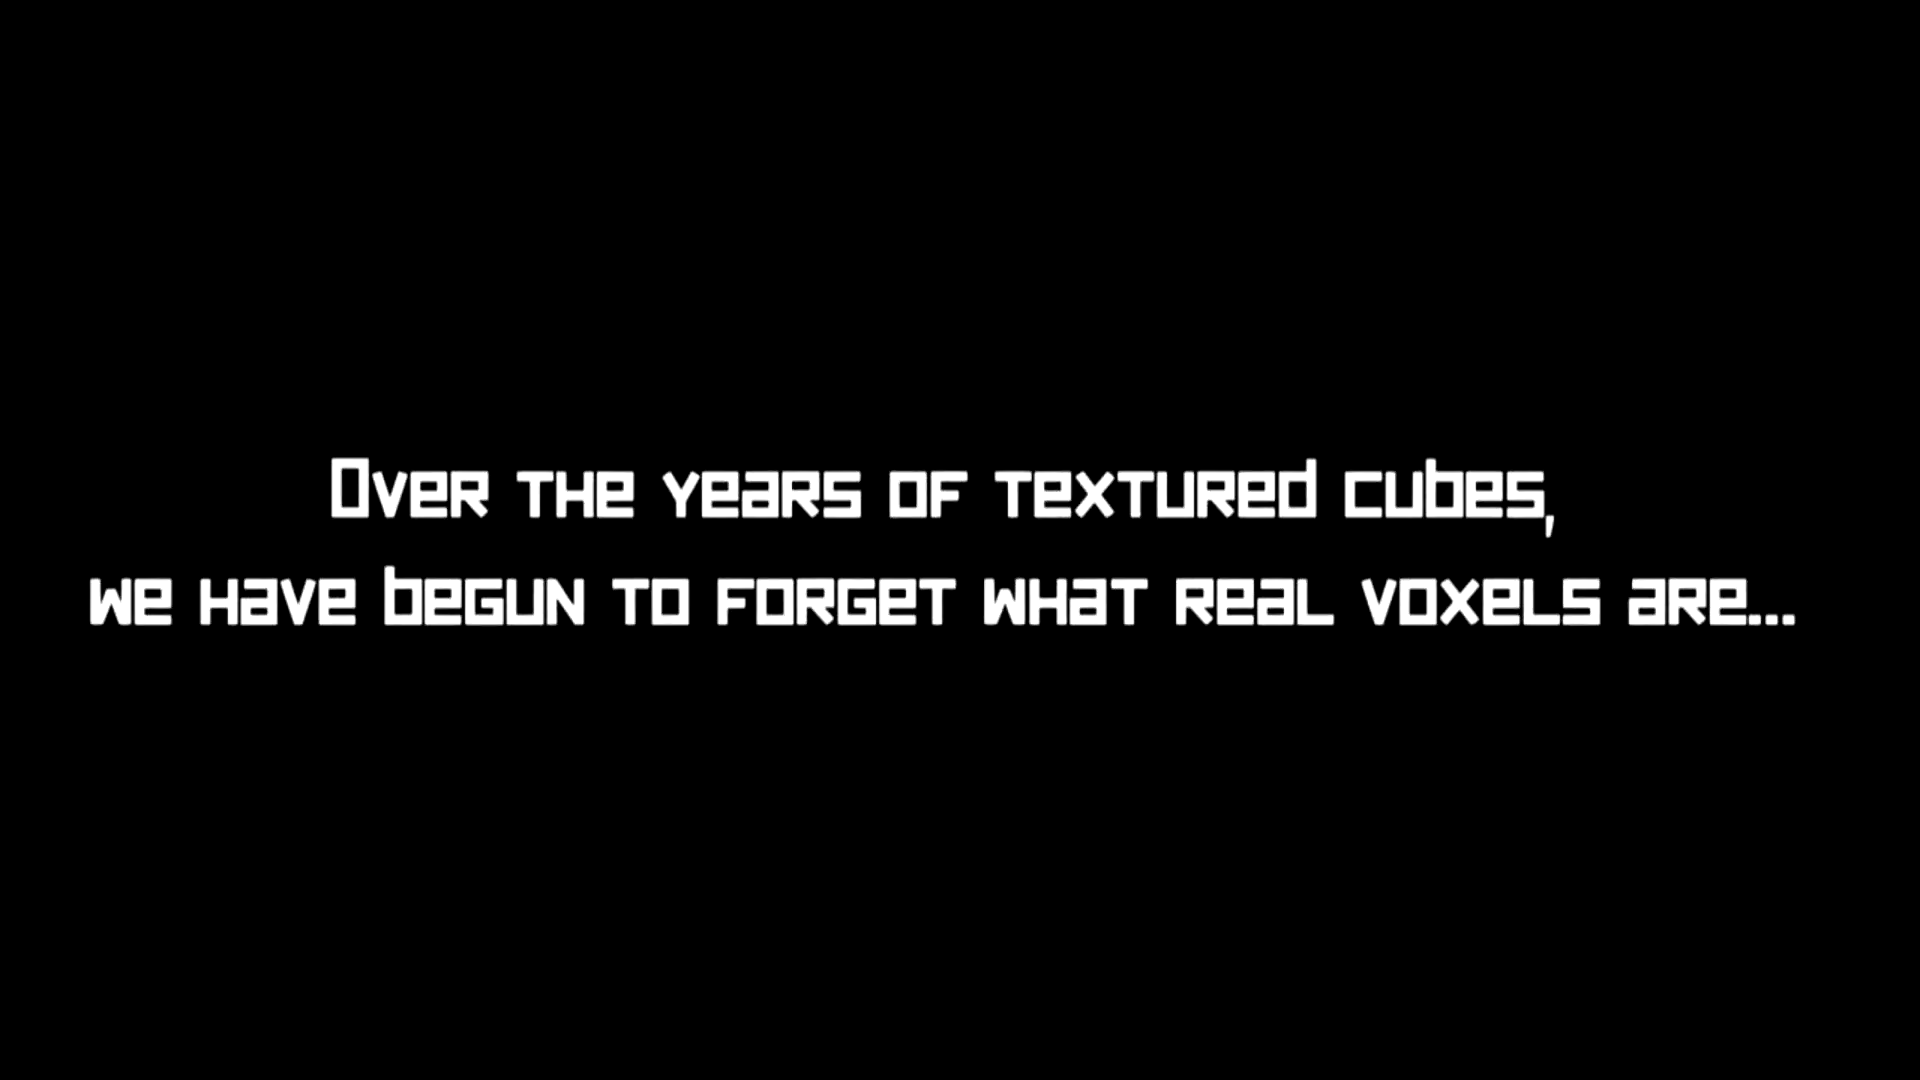 Over the years of textured cubes,
we have begun to forget what real voxels are...